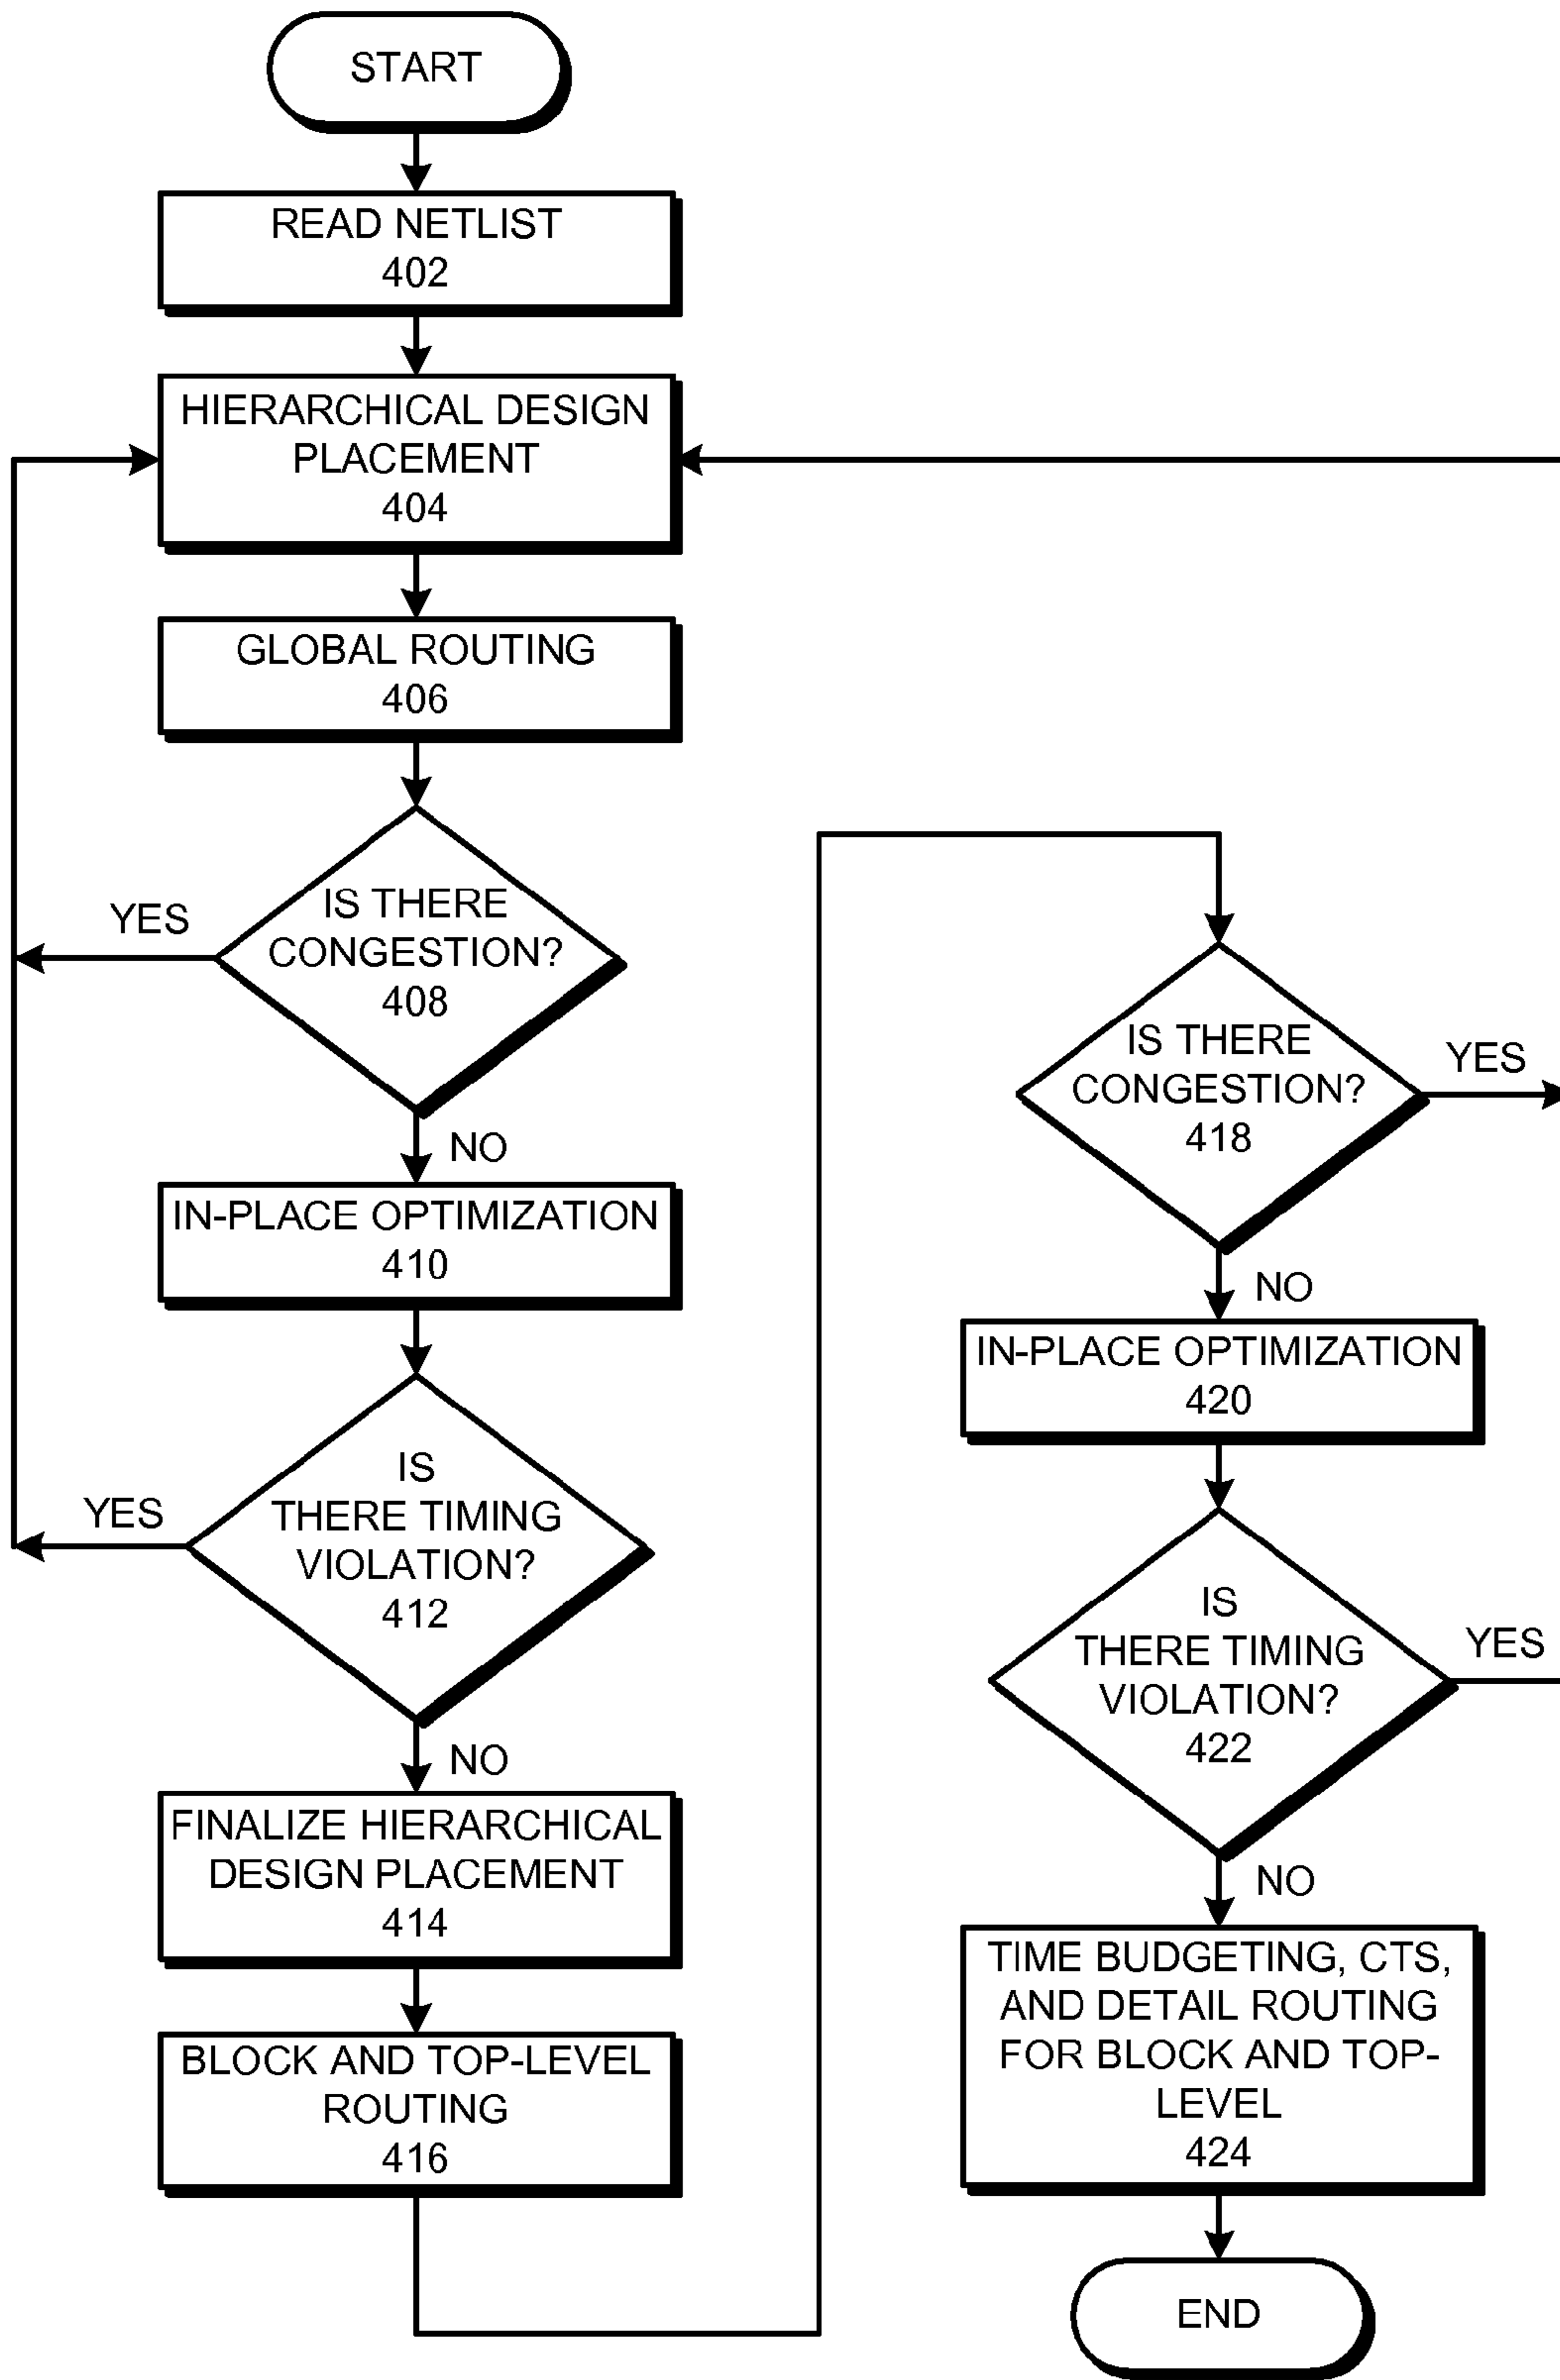 START
READ NETLIST
402
HIERARCHICAL DESIGN
PLACEMENT
404
GLOBAL ROUTING
406
IS THERE
CONGESTION?
408
YES
NO
IN-PLACE OPTIMIZATION
410
IS
THERE TIMING
VIOLATION?
412
YES
NO
FINALIZE HIERARCHICAL
DESIGN PLACEMENT
414
BLOCK AND TOP-LEVEL
ROUTING
416
IS THERE
CONGESTION?
418
YES
NO
IN-PLACE OPTIMIZATION
420
IS
THERE TIMING
VIOLATION?
422
YES
NO
TIME BUDGETING, CTS,
AND DETAIL ROUTING
FOR BLOCK AND TOP-
LEVEL
424
END